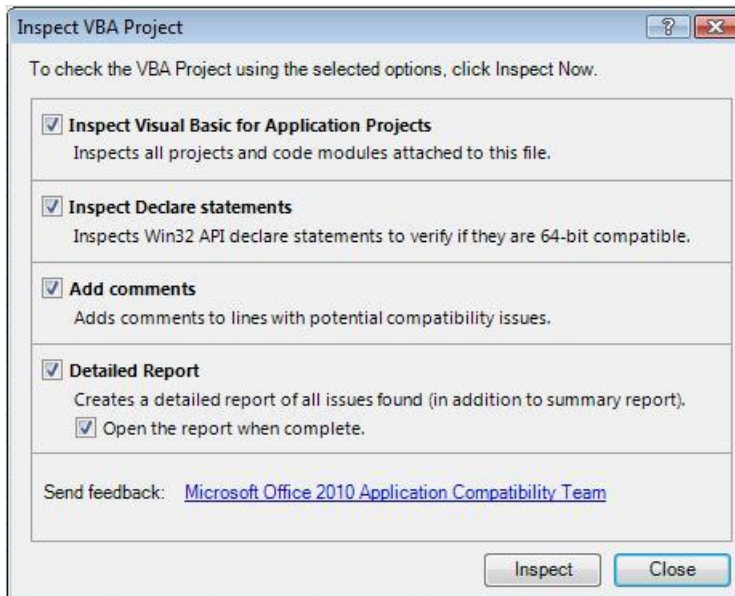 Inspect VBA Project
To check the VBA Project using the selected options, click Inspect Now.
Inspect Visual Basic for Application Projects
Inspects all projects and code modules attached to this file.
Inspect Declare statements
Inspects Win32 API declare statements to verify if they are 64-bit compatible.
Add comments
Adds comments to lines with potential compatibility issues.
Detailed Report
Creates a detailed report of all issues found (in addition to summary report).
Open the report when complete.
Send feedback: Microsoft Office 2010 Application Compatibility Team
Inspect Close